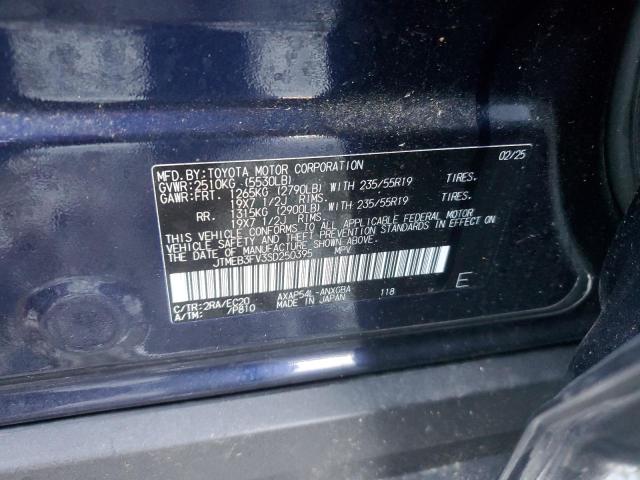 MFD.BY:TOYOTA MOTOR CORPORATION 02/25
GVWR:2510KG (5530LB)
GAWR:FRT. 1265KG (2790LB) WITH 235/55R19 TIRES.
19X7 1/2J RIMS.
RR. 1315KG (2900LB) WITH 235/55R19 TIRES.
19X7 1/2J RIMS.
THIS VEHICLE CONFORMS TO ALL APPLICABLE FEDERAL MOTOR
VEHICLE SAFETY AND THEFT PREVENTION STANDARDS IN EFFECT ON
THE DATE OF MANUFACTURE SHOWN ABOVE.
JTMEB3FV3SD250395 MPV
E
C/TR:2RA/EC20 AXAP54L-ANXGBA 118
A/TM: /P810 MADE IN JAPAN